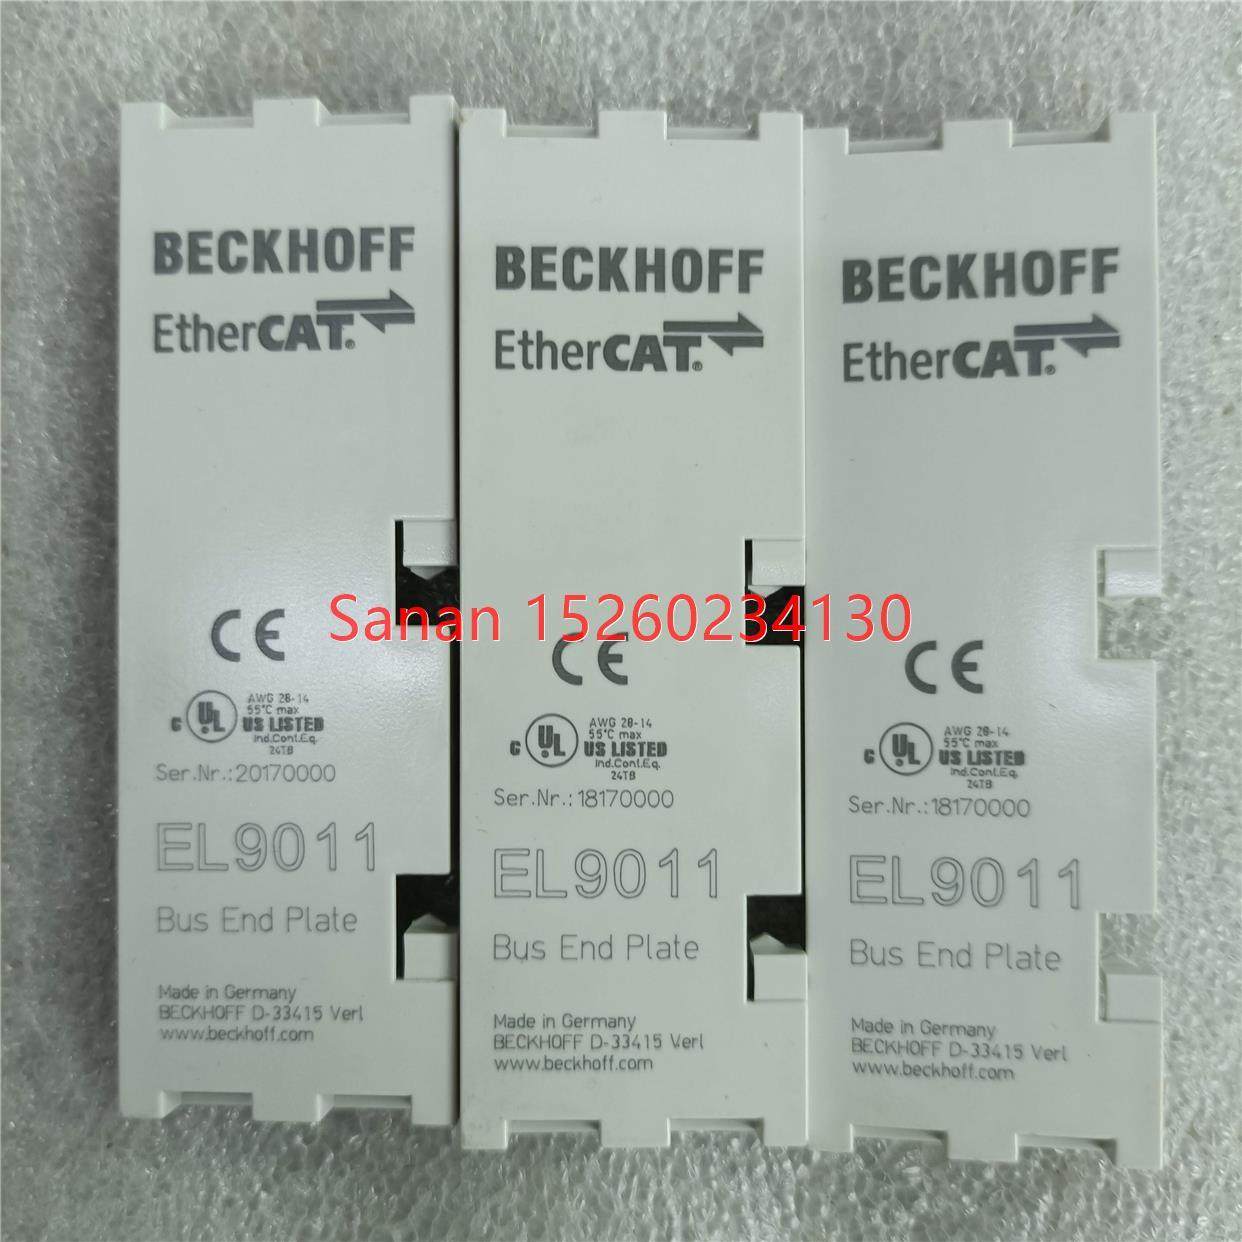 BECKHOFF
EtherCAT®
CE
C UL US LISTED
AWG 28-14
55°C max
Ind.Cont.Eq.
24TB
Ser.Nr.:20170000
EL9011
Bus End Plate
Made in Germany
BECKHOFF D-33415 Verl
www.beckhoff.com
BECKHOFF
EtherCAT®
CE
C UL US LISTED
AWG 28-14
55°C max
Ind.Cont.Eq.
24TB
Ser.Nr.:18170000
EL9011
Bus End Plate
Made in Germany
BECKHOFF D-33415 Verl
www.beckhoff.com
BECKHOFF
EtherCAT®
CE
C UL US LISTED
AWG 28-14
55°C max
Ind.Cont.Eq.
24TB
Ser.Nr.:18170000
EL9011
Bus End Plate
Made in Germany
BECKHOFF D-33415 Verl
www.beckhoff.com
Sanan 15260234130